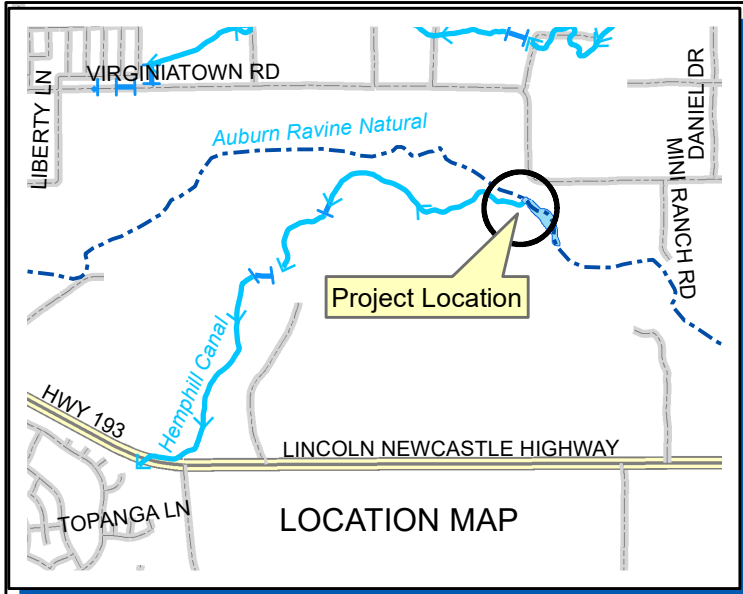 VIRGINIATOWN RD
LIBERTY LN
DANIEL DR
Auburn Ravine Natural
MINI RANCH RD
Project Location
Hemphill Canal
HWY 193
LINCOLN NEWCASTLE HIGHWAY
TOPANGA LN
LOCATION MAP